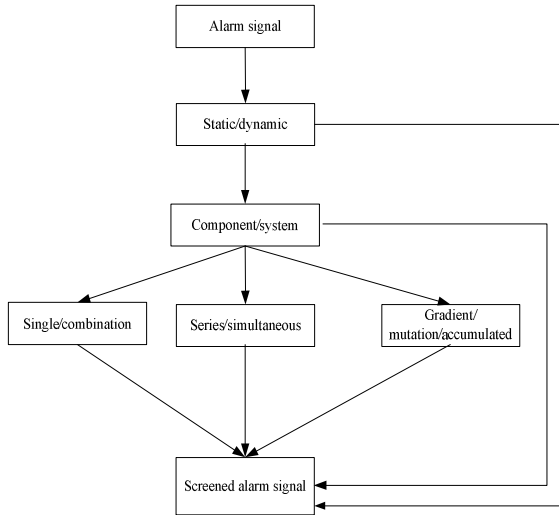 Alarm signal
Static/dynamic
Component/system
Single/combination
Series/simultaneous
Gradient/
mutation/accumulated
Screened alarm signal